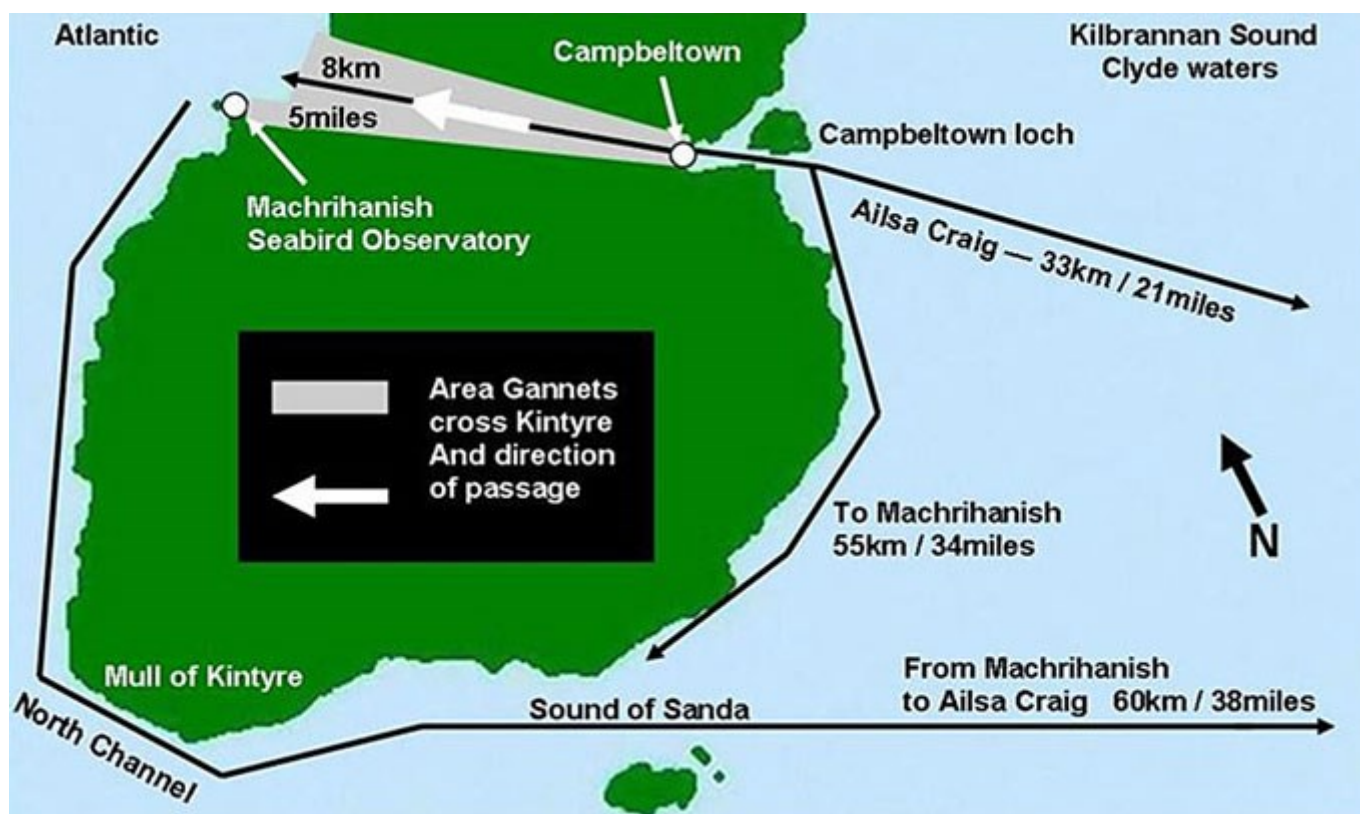 Atlantic
Kilbrannan Sound
Clyde waters
Campbeltown
8km
5miles
Campbeltown loch
Machrihanish
Seabird Observatory
Ailsa Craig — 33km / 21miles
Area Gannets
cross Kintyre
And direction
of passage
To Machrihanish
55km / 34miles
N
Mull of Kintyre
From Machrihanish
to Ailsa Craig 60km / 38miles
Sound of Sanda
North Channel